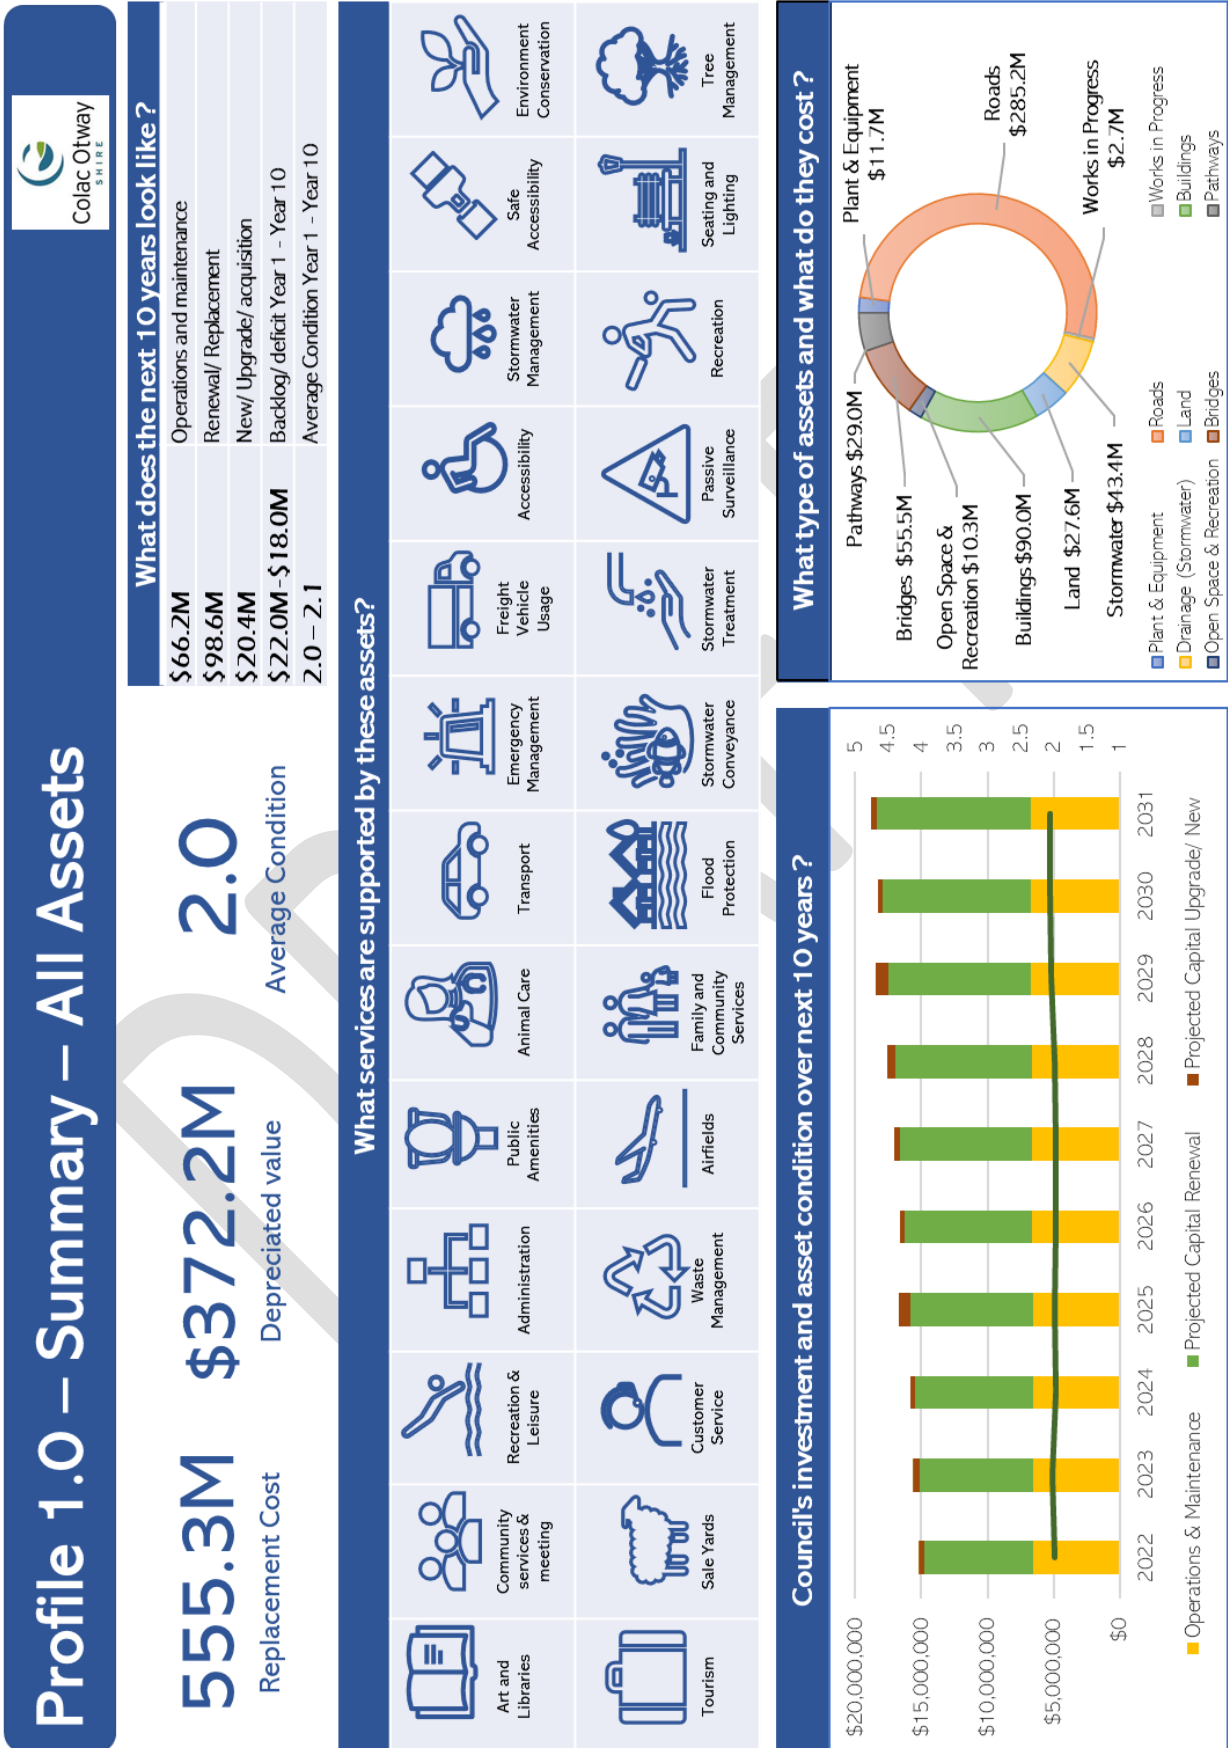 Profile 1.0 – Summary – All Assets
Colac Otway
SHIRE
555.3M
Replacement Cost
$372.2M
Depreciated value
2.0
Average Condition
What does the next 10 years look like ?
$66.2M Operations and maintenance
$98.6M Renewal/ Replacement
$20.4M New/ Upgrade/ acquisition
$22.0M-$18.0M Backlog/ deficit Year 1 - Year 10
2.0 – 2.1 Average Condition Year 1 - Year 10
What services are supported by these assets?
Art and
Libraries
Community
services &
meeting
Recreation &
Leisure
Administration
Public
Amenities
Animal Care
Transport
Emergency
Management
Freight
Vehicle
Usage
Accessibility
Stormwater
Management
Safe
Accessibility
Environment
Conservation
Tourism
Sale Yards
Customer
Service
Waste
Management
Airfields
Family and
Community
Services
Flood
Protection
Stormwater
Conveyance
Stormwater
Treatment
Passive
Surveillance
Recreation
Seating and
Lighting
Tree
Management
Council's investment and asset condition over next 10 years ?
$20,000,000
$15,000,000
$10,000,000
$5,000,000
$0
5
4.5
4
3.5
3
2.5
2
1.5
1
2022 2023 2024 2025 2026 2027 2028 2029 2030 2031
Operations & Maintenance Projected Capital Renewal Projected Capital Upgrade/ New
What type of assets and what do they cost ?
Plant & Equipment
$11.7M
Roads
$285.2M
Works in Progress
$2.7M
Pathways $29.0M
Bridges $55.5M
Open Space &
Recreation $10.3M
Buildings $90.0M
Land $27.6M
Stormwater $43.4M
Plant & Equipment Roads Works in Progress
Drainage (Stormwater) Land Buildings
Open Space & Recreation Bridges Pathways